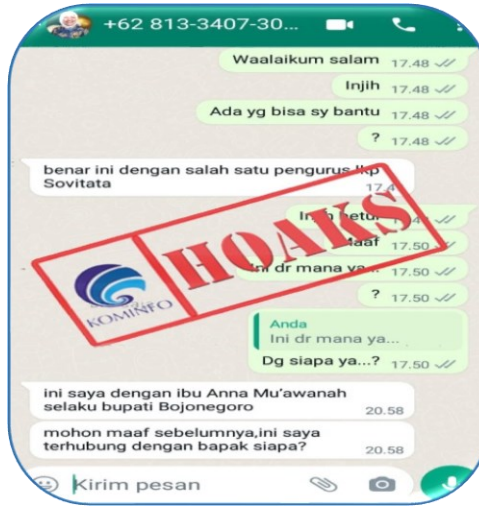 +62 813-3407-30...
Waalaikum salam 17.48
Injih 17.48
Ada yg bisa sy bantu 17.48
? 17.48
benar ini dengan salah satu pengurus lkp
Sovitata
HOAKS
KOMINFO
17.50
dr mana ya... 17.50
? 17.50
Anda
Ini dr mana ya...
Dg siapa ya...? 17.50
ini saya dengan ibu Anna Mu'awanah
selaku bupati Bojonegoro 20.58
mohon maaf sebelumnya,ini saya
terhubung dengan bapak siapa? 20.58
Kirim pesan